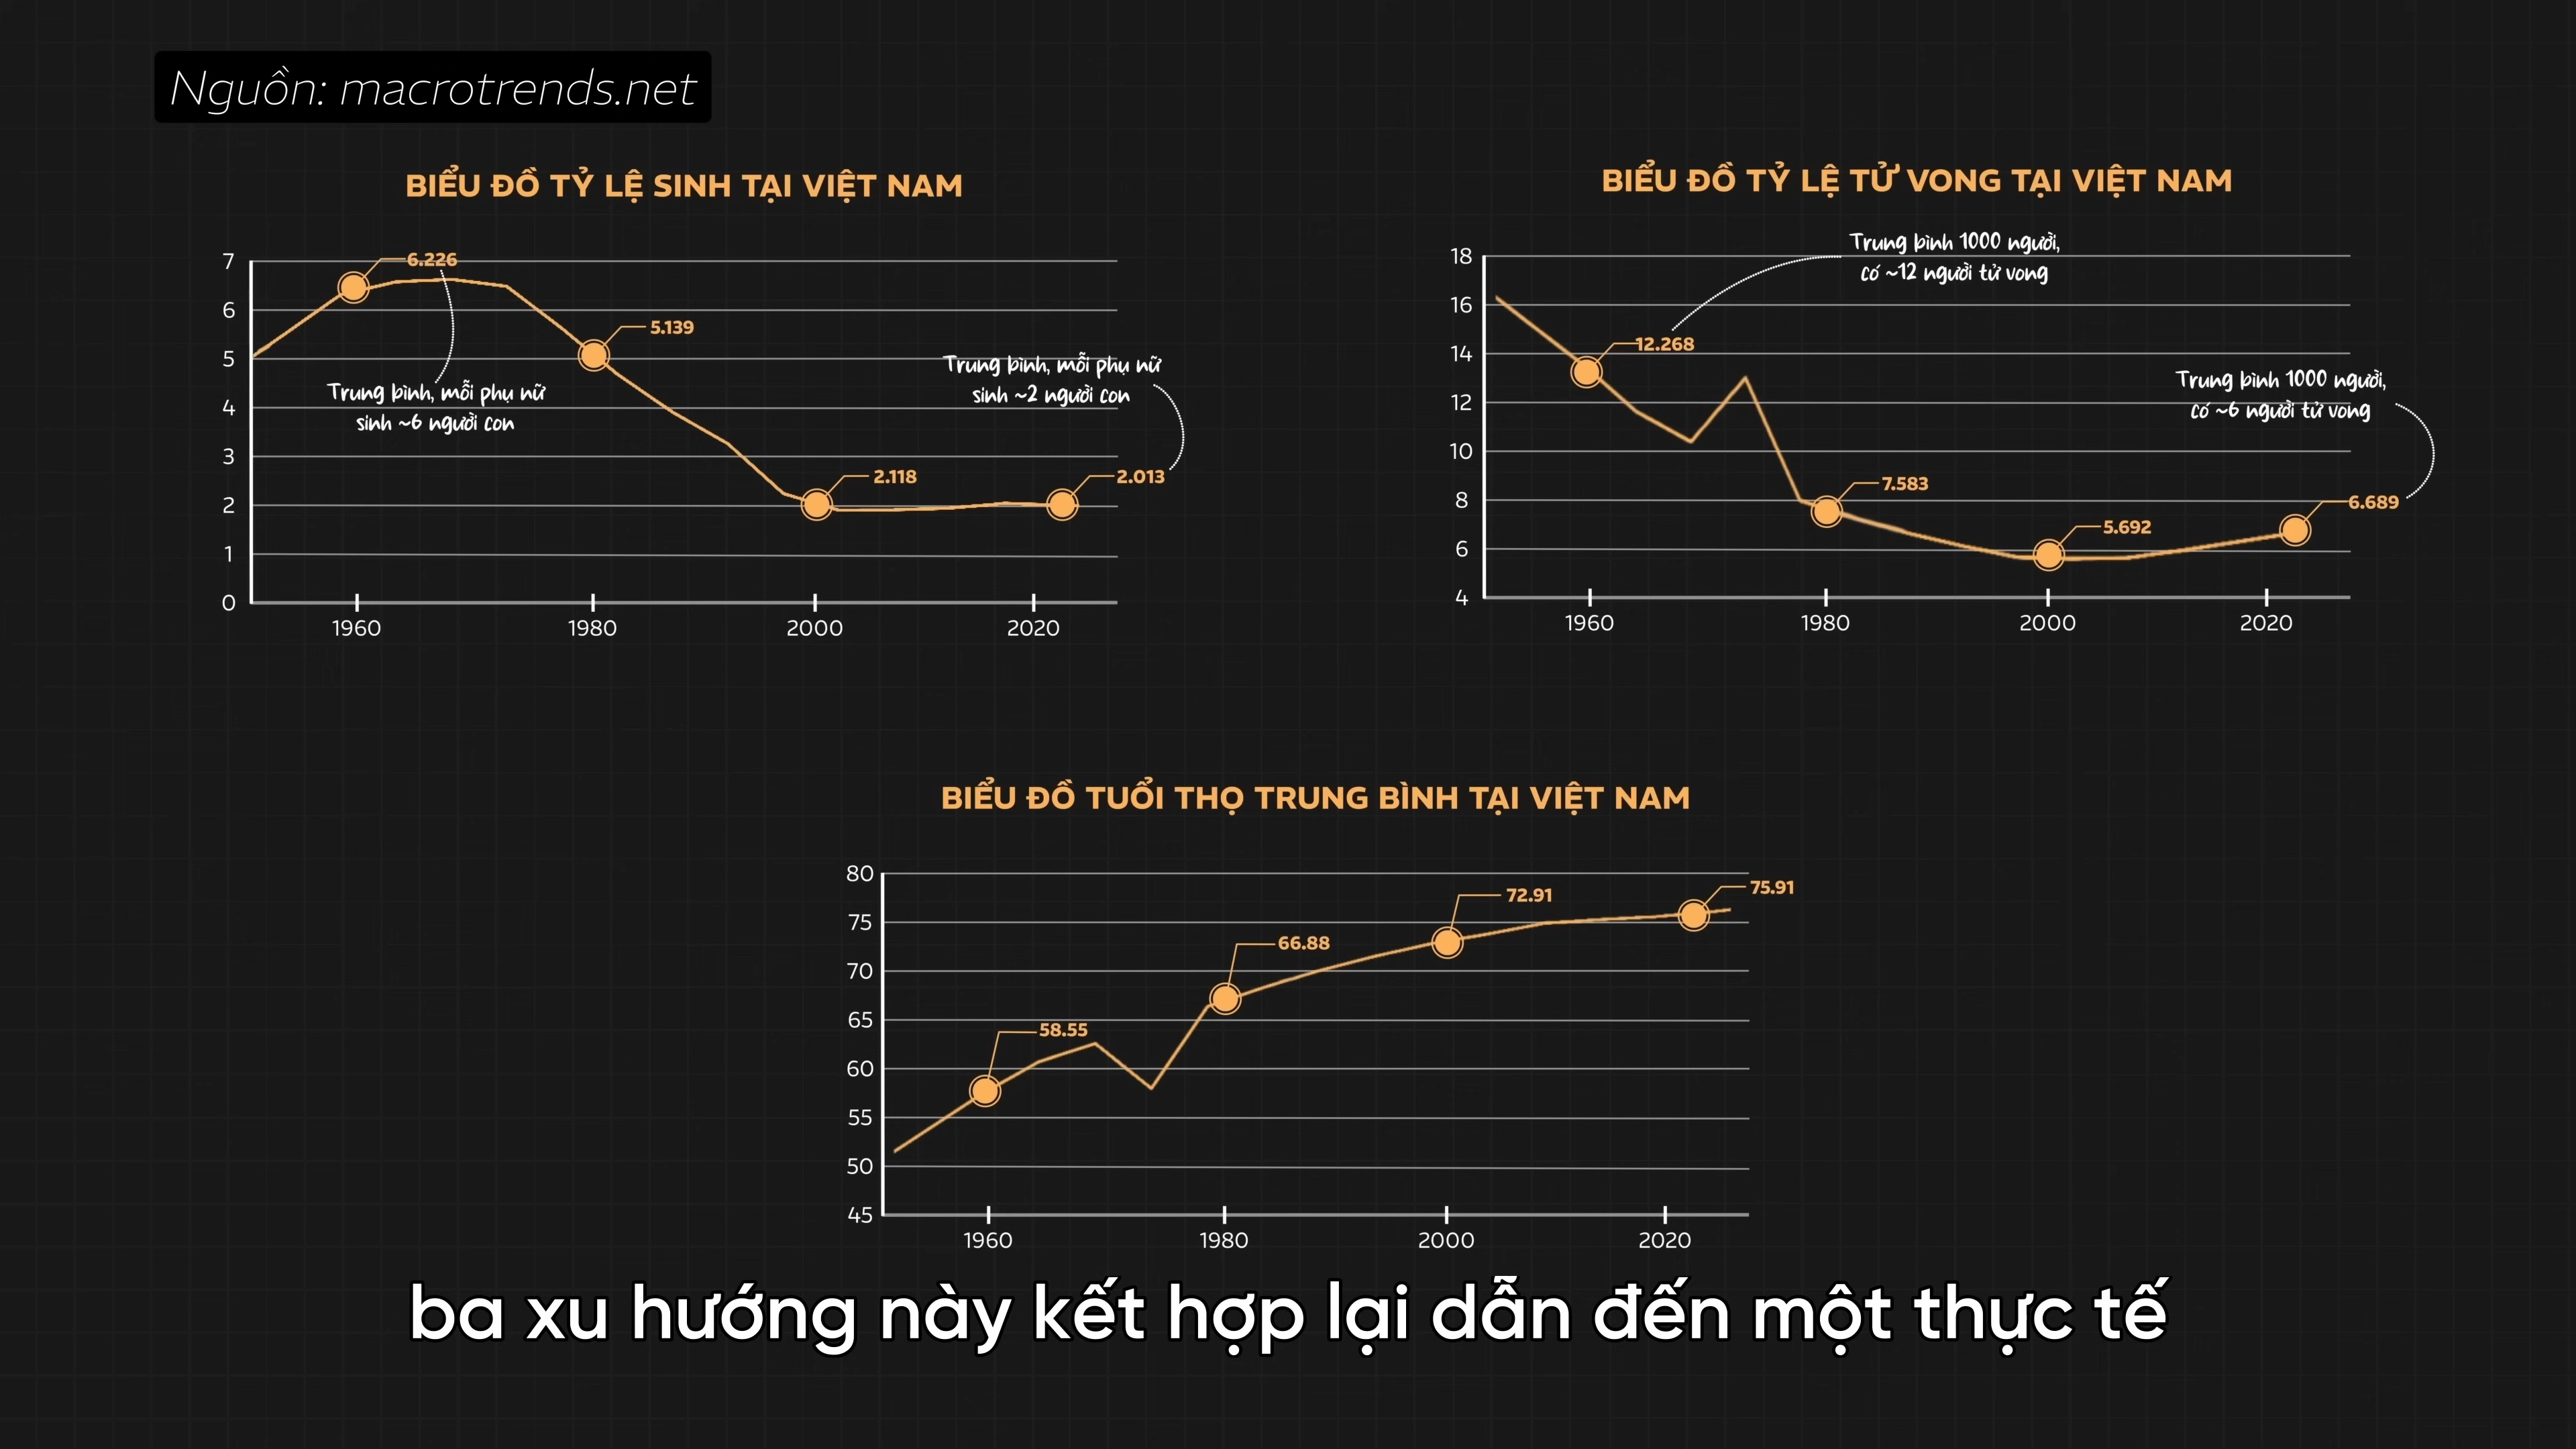 Nguồn: macrotrends.net
BIỂU ĐỒ TỶ LỆ SINH TẠI VIỆT NAM
7
6
5
4
3
2
1
0
6.226
5.139
2.118
2.013
Trung bình, mỗi phụ nữ
sinh ~6 người con
Trung bình, mỗi phụ nữ
sinh ~2 người con
1960 1980 2000 2020
BIỂU ĐỒ TỶ LỆ TỬ VONG TẠI VIỆT NAM
18
16
14
12
10
8
6
4
Trung bình 1000 người,
có ~12 người tử vong
12.268
7.583
5.692
6.689
Trung bình 1000 người,
có ~6 người tử vong
1960 1980 2000 2020
BIỂU ĐỒ TUỔI THỌ TRUNG BÌNH TẠI VIỆT NAM
80
75
70
65
60
55
50
45
58.55
66.88
72.91
75.91
1960 1980 2000 2020
ba xu hướng này kết hợp lại dẫn đến một thực tế